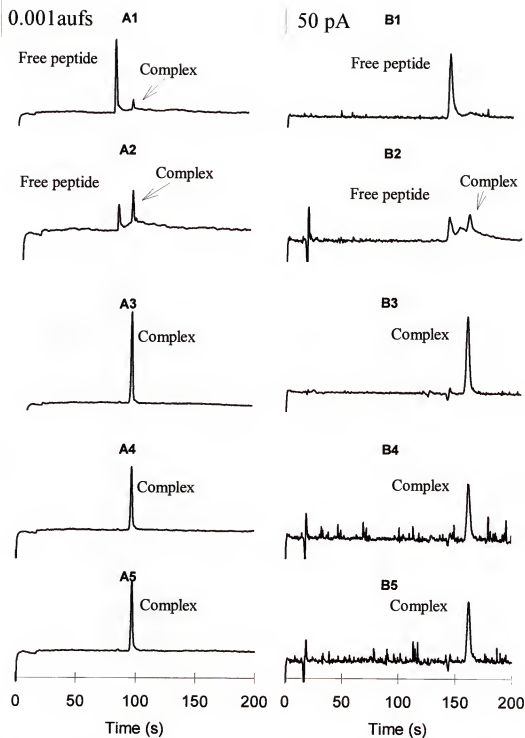 0.001aufs
A1
Free peptide
Complex
50 pA
B1
Free peptide
A2
Free peptide
Complex
B2
Free peptide
Complex
A3
Complex
B3
Complex
A4
Complex
B4
Complex
A5
Complex
B5
Complex
0 50 100 150 200
Time (s)
0 50 100 150 200
Time (s)